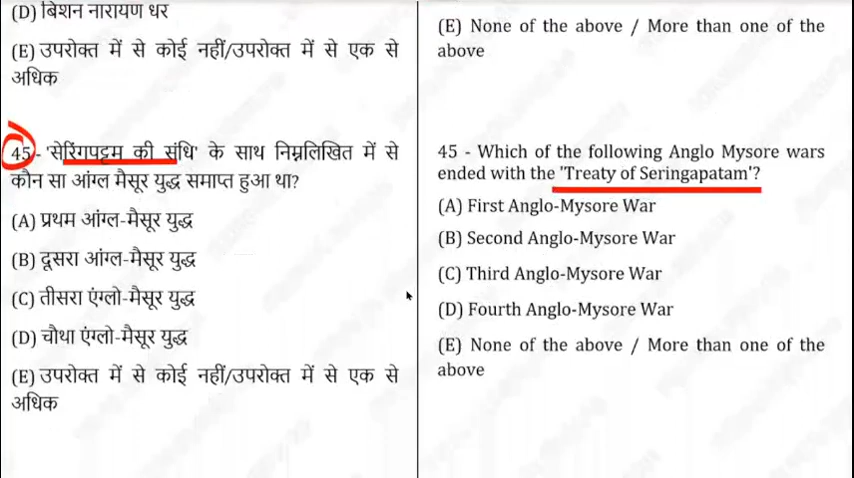 (D) बिशन नारायण धर
(E) उपरोक्त में से कोई नहीं/उपरोक्त में से एक से
अधिक
45 - 'सेरिंगपट्टम की संधि' के साथ निम्नलिखित में से
कौन सा आंग्ल मैसूर युद्ध समाप्त हुआ था?
(A) प्रथम आंग्ल-मैसूर युद्ध
(B) दूसरा आंग्ल-मैसूर युद्ध
(C) तीसरा एंग्लो-मैसूर युद्ध
(D) चौथा एंग्लो-मैसूर युद्ध
(E) उपरोक्त में से कोई नहीं/उपरोक्त में से एक से
अधिक
(E) None of the above / More than one of the
above
45 - Which of the following Anglo Mysore wars
ended with the 'Treaty of Seringapatam'?
(A) First Anglo-Mysore War
(B) Second Anglo-Mysore War
(C) Third Anglo-Mysore War
(D) Fourth Anglo-Mysore War
(E) None of the above / More than one of the
above